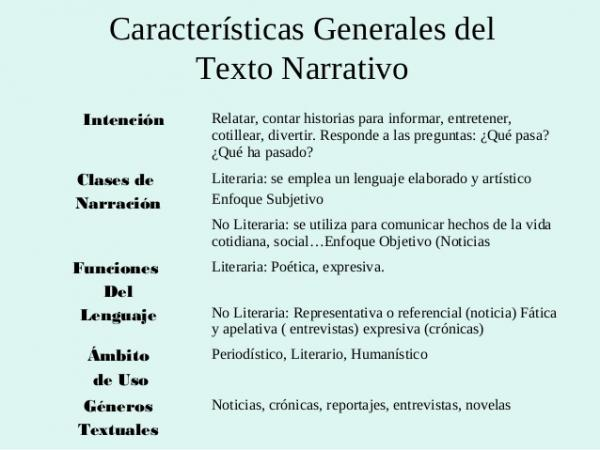 Características Generales del
Texto Narrativo
Intención
Relatar, contar historias para informar, entretener,
cotillear, divertir. Responde a las preguntas: ¿Qué pasa?
¿Qué ha pasado?
Clases de
Narración
Literaria: se emplea un lenguaje elaborado y artístico
Enfoque Subjetivo
No Literaria: se utiliza para comunicar hechos de la vida
cotidiana, social…Enfoque Objetivo (Noticias
Funciones
Del
Lenguaje
Literaria: Poética, expresiva.
No Literaria: Representativa o referencial (noticia) Fática
y apelativa ( entrevistas) expresiva (crónicas)
Ámbito
de Uso
Periodístico, Literario, Humanístico
Géneros
Textuales
Noticias, crónicas, reportajes, entrevistas, novelas